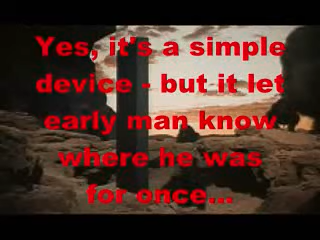 Yes, it's a simple
device - but it let
early man know
where he was
for once...